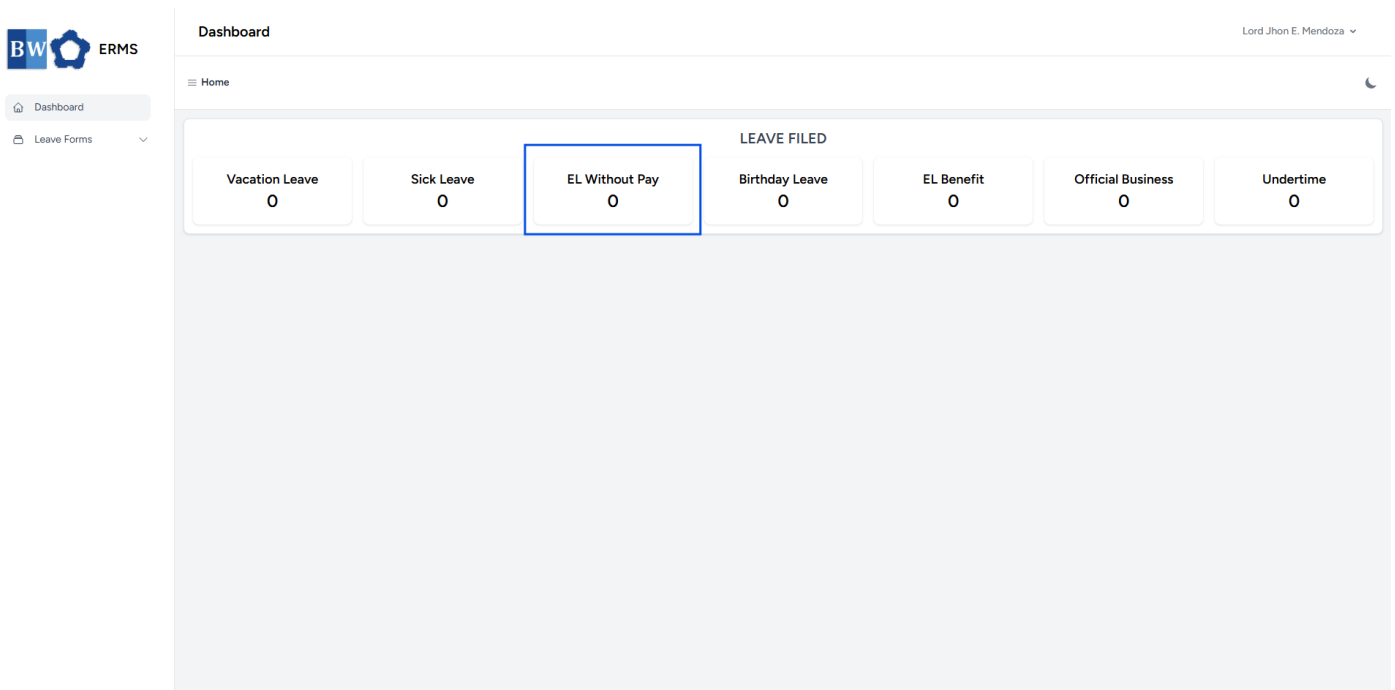 BW ERMS
Dashboard
Lord Jhon E. Mendoza
Home
Dashboard
Leave Forms
LEAVE FILED
Vacation Leave
0
Sick Leave
0
EL Without Pay
0
Birthday Leave
0
EL Benefit
0
Official Business
0
Undertime
0